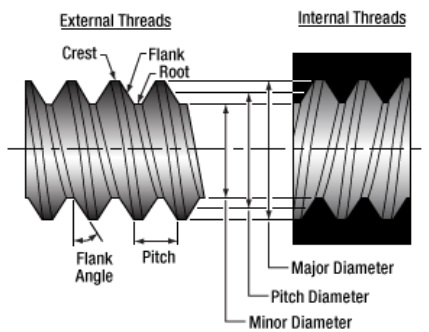 External Threads
Internal Threads
Crest
Flank
Root
Flank
Angle
Pitch
Major Diameter
Pitch Diameter
Minor Diameter